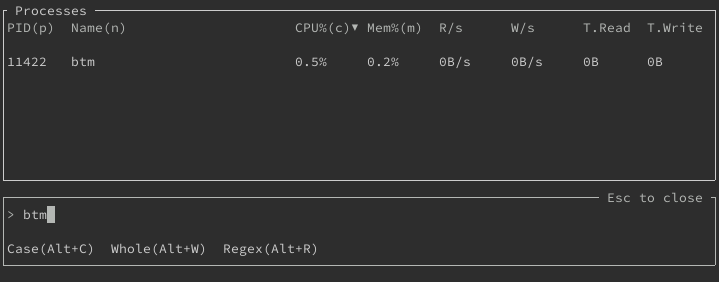 Processes
PID(p) Name(n) CPU%(c)▼ Mem%(m) R/s W/s T.Read T.Write
11422 btm 0.5% 0.2% 0B/s 0B/s 0B 0B
Esc to close
> btm
Case(Alt+C) Whole(Alt+W) Regex(Alt+R)